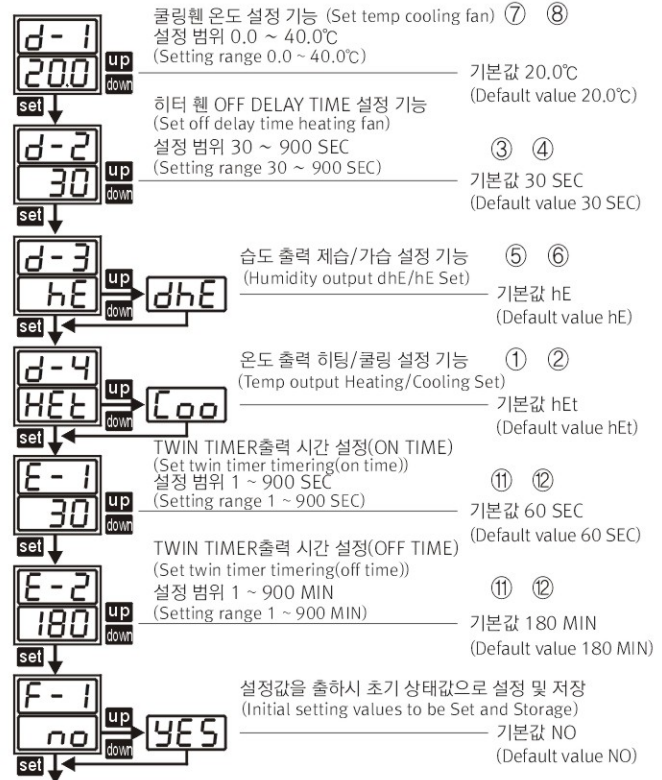 쿨링휀 온도 설정 기능 (Set temp cooling fan) ⑦ ⑧
d-1
설정 범위 0.0 ~ 40.0℃
(Setting range 0.0 ~ 40.0℃)
20.0
up
down
기본값 20.0℃
(Default value 20.0℃)
set
히터 휀 OFF DELAY TIME 설정 기능
(Set off delay time heating fan)
d-2
설정 범위 30 ~ 900 SEC
(Setting range 30 ~ 900 SEC)
③ ④
30
up
down
기본값 30 SEC
(Default value 30 SEC)
set
d-3
습도 출력 제습/가습 설정 기능 ⑤ ⑥
(Humidity output dhE/hE Set)
hE
up
down
dhE
기본값 hE
(Default value hE)
set
d-4
온도 출력 히팅/쿨링 설정 기능 ① ②
(Temp output Heating/Cooling Set)
HEt
up
down
Coo
기본값 hEt
(Default value hEt)
set
TWIN TIMER출력 시간 설정(ON TIME)
(Set twin timer timering(on time))
E-1
설정 범위 1 ~ 900 SEC
(Setting range 1 ~ 900 SEC)
⑪ ⑫
30
up
down
기본값 60 SEC
(Default value 60 SEC)
set
TWIN TIMER출력 시간 설정(OFF TIME)
(Set twin timer timering(off time))
E-2
설정 범위 1 ~ 900 MIN
(Setting range 1 ~ 900 MIN)
⑪ ⑫
180
up
down
기본값 180 MIN
(Default value 180 MIN)
set
F-1
설정값을 출하시 초기 상태값으로 설정 및 저장
(Initial setting values to be Set and Storage)
no
up
down
YES
기본값 NO
(Default value NO)
set